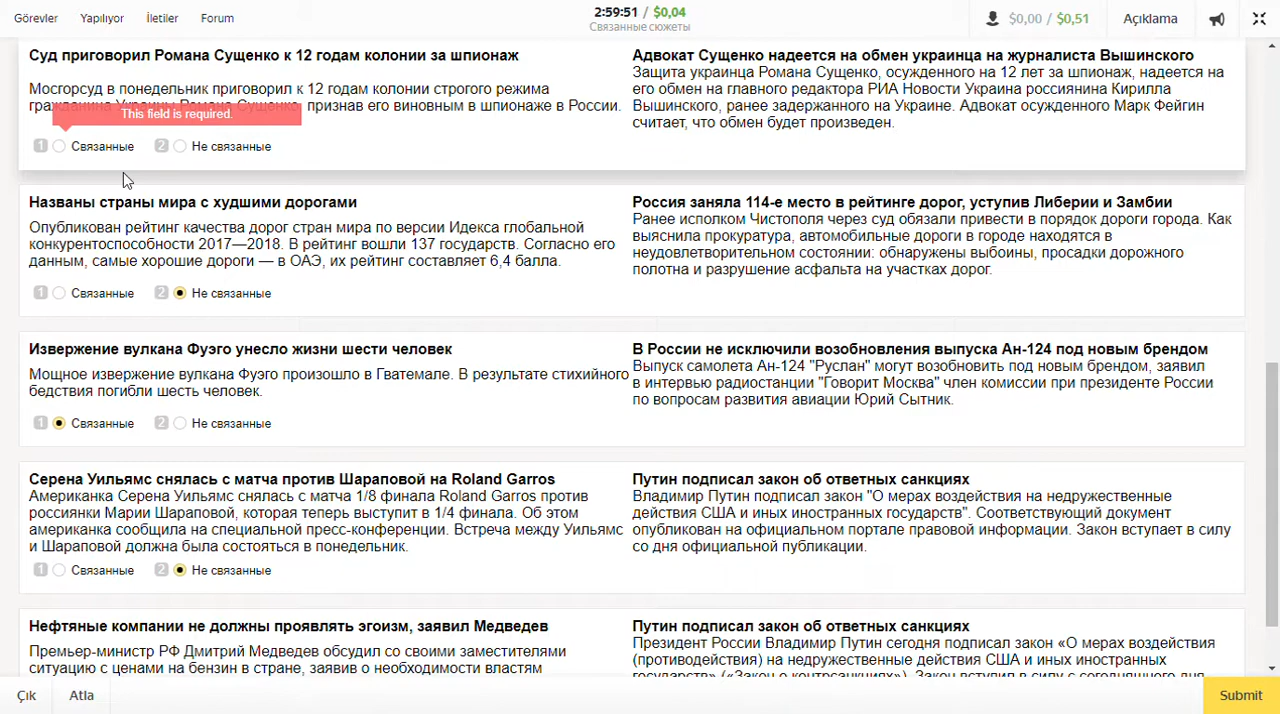 Görevler Yapılıyor İletiler Forum 2:59:51 / $0,04 $0,00 / $0,51 Açıklama
Связанные сюжеты
Суд приговорил Романа Сущенко к 12 годам колонии за шпионаж
Мосгорсуд в понедельник приговорил к 12 годам колонии строгого режима
гражданина Украины Романа Сущенко, признав его виновным в шпионаже в России.
This field is required.
1 Связанные 2 Не связанные
Адвокат Сущенко надеется на обмен украинца на журналиста Вышинского
Защита украинца Романа Сущенко, осужденного на 12 лет за шпионаж, надеется на
его обмен на главного редактора РИА Новости Украина россиянина Кирилла
Вышинского, ранее задержанного на Украине. Адвокат осужденного Марк Фейгин
считает, что обмен будет произведен.
Названы страны мира с худшими дорогами
Опубликован рейтинг качества дорог стран мира по версии Идекса глобальной
конкурентоспособности 2017—2018. В рейтинг вошли 137 государств. Согласно его
данным, самые хорошие дороги — в ОАЭ, их рейтинг составляет 6,4 балла.
1 Связанные 2 Не связанные
Россия заняла 114-е место в рейтинге дорог, уступив Либерии и Замбии
Ранее исполком Чистополя через суд обязали привести в порядок дороги города. Как
выяснила прокуратура, автомобильные дороги в городе находятся в
неудовлетворительном состоянии: обнаружены выбоины, просадки дорожного
полотна и разрушение асфальта на участках дорог.
Извержение вулкана Фуэго унесло жизни шести человек
Мощное извержение вулкана Фуэго произошло в Гватемале. В результате стихийного
бедствия погибли шесть человек.
1 Связанные 2 Не связанные
В России не исключили возобновления выпуска Ан-124 под новым брендом
Выпуск самолета Ан-124 "Руслан" могут возобновить под новым брендом, заявил
в интервью радиостанции "Говорит Москва" член комиссии при президенте России
по вопросам развития авиации Юрий Сытник.
Серена Уильямс снялась с матча против Шараповой на Roland Garros
Американка Серена Уильямс снялась с матча 1/8 финала Roland Garros против
россиянки Марии Шараповой, которая теперь выступит в 1/4 финала. Об этом
американка сообщила на специальной пресс-конференции. Встреча между Уильямс
и Шараповой должна была состояться в понедельник.
1 Связанные 2 Не связанные
Путин подписал закон об ответных санкциях
Владимир Путин подписал закон "О мерах воздействия на недружественные
действия США и иных иностранных государств". Соответствующий документ
опубликован на официальном портале правовой информации. Закон вступает в силу
со дня официальной публикации.
Нефтяные компании не должны проявлять эгоизм, заявил Медведев
Премьер-министр РФ Дмитрий Медведев обсудил со своими заместителями
ситуацию с ценами на бензин в стране, заявив о необходимости властям
Путин подписал закон об ответных санкциях
Президент России Владимир Путин сегодня подписал закон «О мерах воздействия
(противодействия) на недружественные действия США и иных иностранных
государств» («Закон о контрсанкциях»). Закон вступил в силу с сегодняшнего дня
Çık Atla Submit